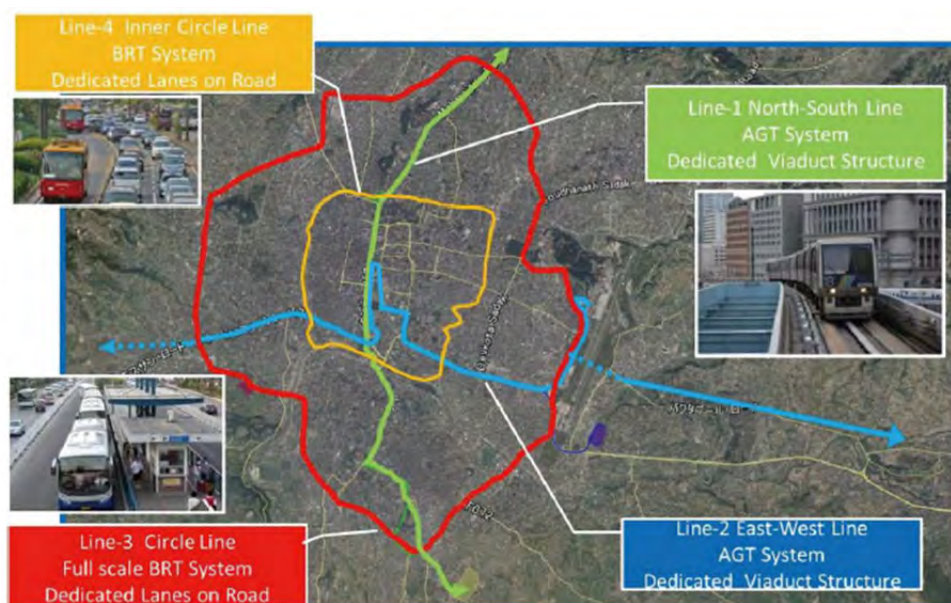 Line-4 Inner Circle Line
BRT System
Dedicated Lanes on Road
Line-1 North-South Line
AGT System
Dedicated Viaduct Structure
Line-3 Circle Line
Full scale BRT System
Dedicated Lanes on Road
Line-2 East-West Line
AGT System
Dedicated Viaduct Structure